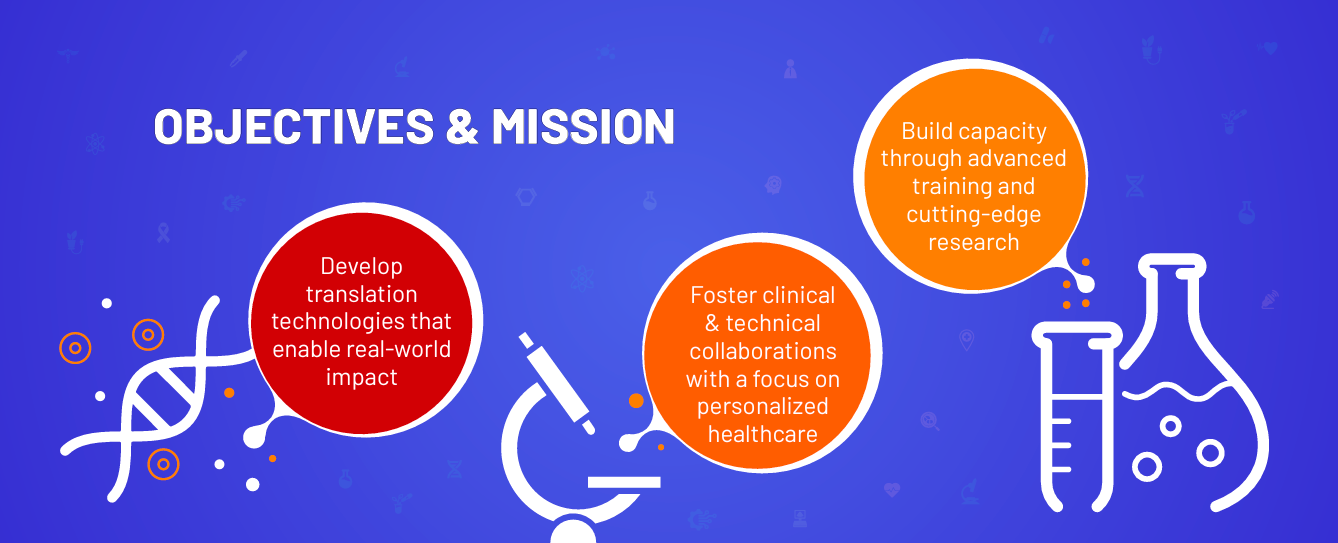 OBJECTIVES & MISSION
Develop
translation
technologies that
enable real-world
impact
Foster clinical
& technical
collaborations
with a focus on
personalized
healthcare
Build capacity
through advanced
training and
cutting-edge
research